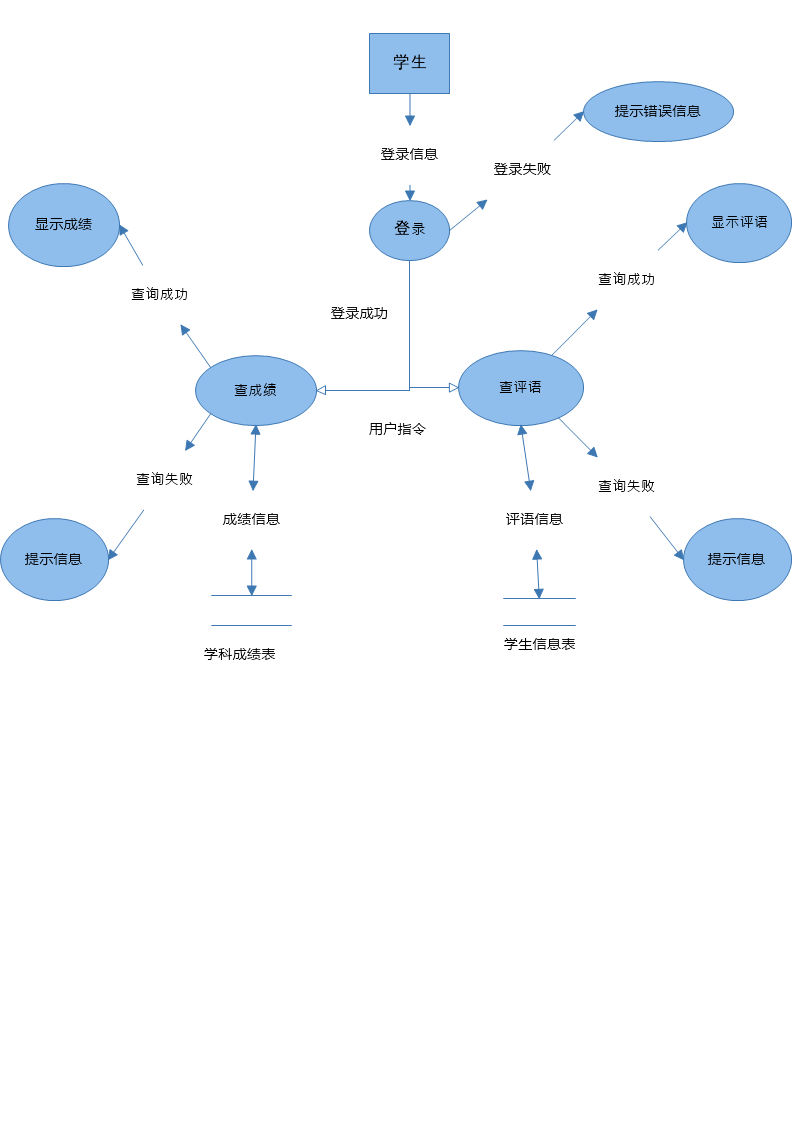 学生
提示错误信息
登录信息
登录失败
显示成绩
登录
显示评语
查询成功
查询成功
登录成功
查成绩
查评语
用户指令
查询失败
查询失败
成绩信息
评语信息
提示信息
提示信息
学生信息表
学科成绩表